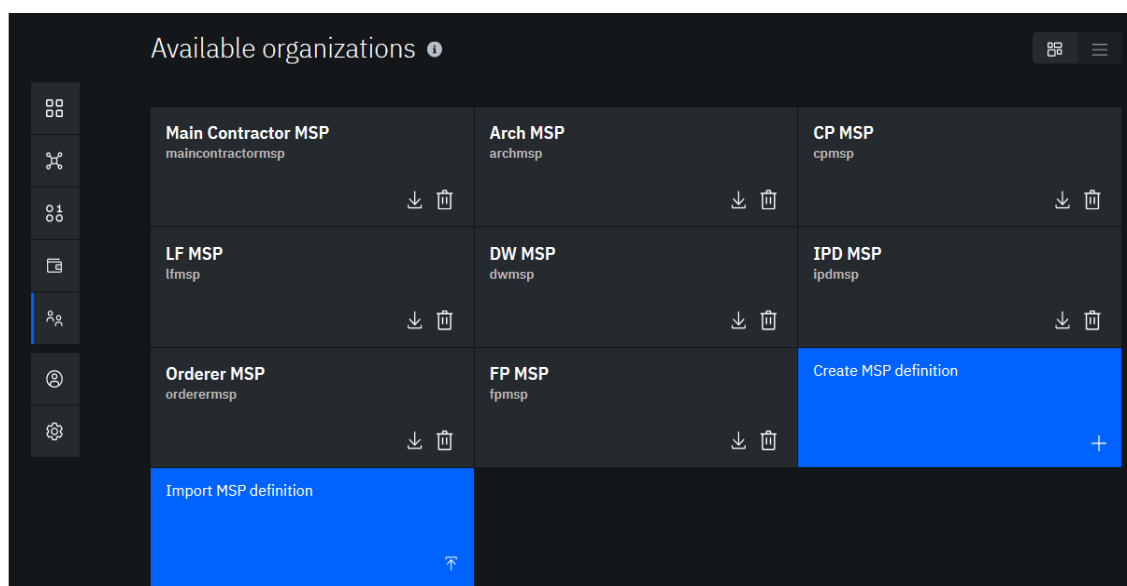 Available organizations
Main Contractor MSP
maincontractormsp
Arch MSP
archmsp
CP MSP
cpmsp
LF MSP
lfmsp
DW MSP
dwmsp
IPD MSP
ipdmsp
Orderer MSP
orderermsp
FP MSP
fpmsp
Create MSP definition
Import MSP definition